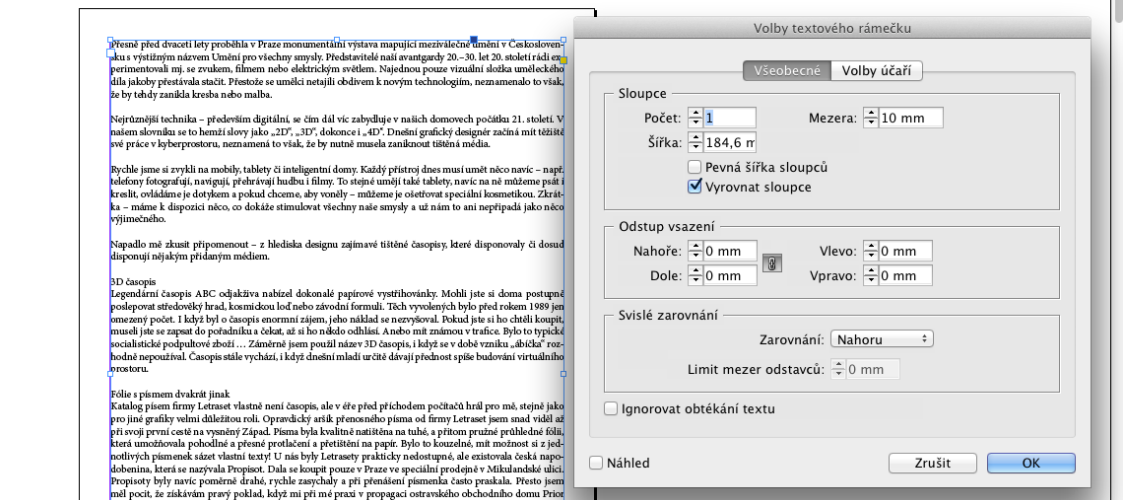 Přesně před dvaceti lety proběhla v Praze monumentální výstava mapující meziválečné umění v Českosloven-
sku s výstižným názvem Umění pro všechny smysly. Představitelé naší avantgardy 20.–30. let 20. století rádi ex-
perimentovali mj. se zvukem, filmem nebo elektrickým světlem. Najednou pouze vizuální složka uměleckého
díla jakoby přestávala stačit. Přestože se umělci netajili obdivem k novým technologiím, neznamenalo to však,
že by tehdy zanikla kresba nebo malba.
Nejrůznější technika – především digitální, se čím dál víc zabydluje v našich domovech počátku 21. století. V
našem slovníku se to hemží slovy jako „2D“, „3D“, dokonce i „4D“. Dnešní grafický designér začíná mít těžiště
své práce v kyberprostoru, neznamená to však, že by nutně musela zaniknout tištěná média.
Rychle jsme si zvykli na mobily, tablety či inteligentní domy. Každý přístroj dnes musí umět něco navíc – např.
telefony fotografují, navigují, přehrávají hudbu i filmy. To stejné umějí také tablety, navíc na ně můžeme psát i
kreslit, ovládáme je dotykem a pokud chceme, aby voněly – můžeme je ošetřovat speciální kosmetikou. Zkrát-
ka – máme k dispozici něco, co dokáže stimulovat všechny naše smysly a už nám to ani nepřipadá jako něco
výjimečného.
Napadlo mě zkusit připomenout – z hlediska designu zajímavé tištěné časopisy, které disponovaly či dosud
disponují nějakým přidaným médiem.
3D časopis
Legendární časopis ABC odjakživa nabízel dokonalé papírové vystřihovánky. Mohli jste si doma postupně
poslepovat středověký hrad, kosmickou loď nebo závodní formuli. Těch vyvolených bylo před rokem 1989 jen
omezený počet. I když byl o časopis enormní zájem, jeho náklad se nezvyšoval. Pokud jste si ho chtěli koupit,
museli jste se zapsat do pořadníku a čekat, až si ho někdo odhlásí. Anebo mít známou v trafice. Bylo to typické
socialistické podpultové zboží … Záměrně jsem použil název 3D časopis, i když se v době vzniku „ábíčka“ roz-
hodně nepoužíval. Časopis stále vychází, i když dnešní mladí určitě dávají přednost spíše budování virtuálního
prostoru.
Fólie s písmem dvakrát jinak
Katalog písem firmy Letraset vlastně není časopis, ale v éře před příchodem počítačů hrál pro mě, stejně jako
pro jiné grafiky velmi důležitou roli. Opravdický aršík přenosného písma od firmy Letraset jsem snad viděl až
při svojí první cestě na vysněný Západ. Písma byla kvalitně natištěna na tuhé, a přitom pružné průhledné fólii,
která umožňovala pohodlné a přesné protlačení a přetištění na papír. Bylo to kouzelné, mít možnost si z jed-
notlivých písmenek sázet vlastní texty! U nás byly Letrasety prakticky nedostupné, ale existovala česká napo-
dobenina, která se nazývala Propisot. Dala se koupit pouze v Praze ve speciální prodejně v Mikulandské ulici.
Propisoty byly navíc poměrně drahé, rychle zasychaly a při přenášení písmenka často praskala. Přesto jsem
měl pocit, že získávám pravý poklad, když mi při mé praxi v propagaci ostravského obchodního domu Prior
Volby textového rámečku
Všeobecné Volby účaří
Sloupce
Počet: 1 Mezera: 10 mm
Šířka: 184,6 m
Pevná šířka sloupců
Vyrovnat sloupce
Odstup vsazení
Nahoře: 0 mm Vlevo: 0 mm
Dole: 0 mm Vpravo: 0 mm
Svislé zarovnání
Zarovnání: Nahoru
Limit mezer odstavců: 0 mm
Ignorovat obtékání textu
Náhled Zrušit OK